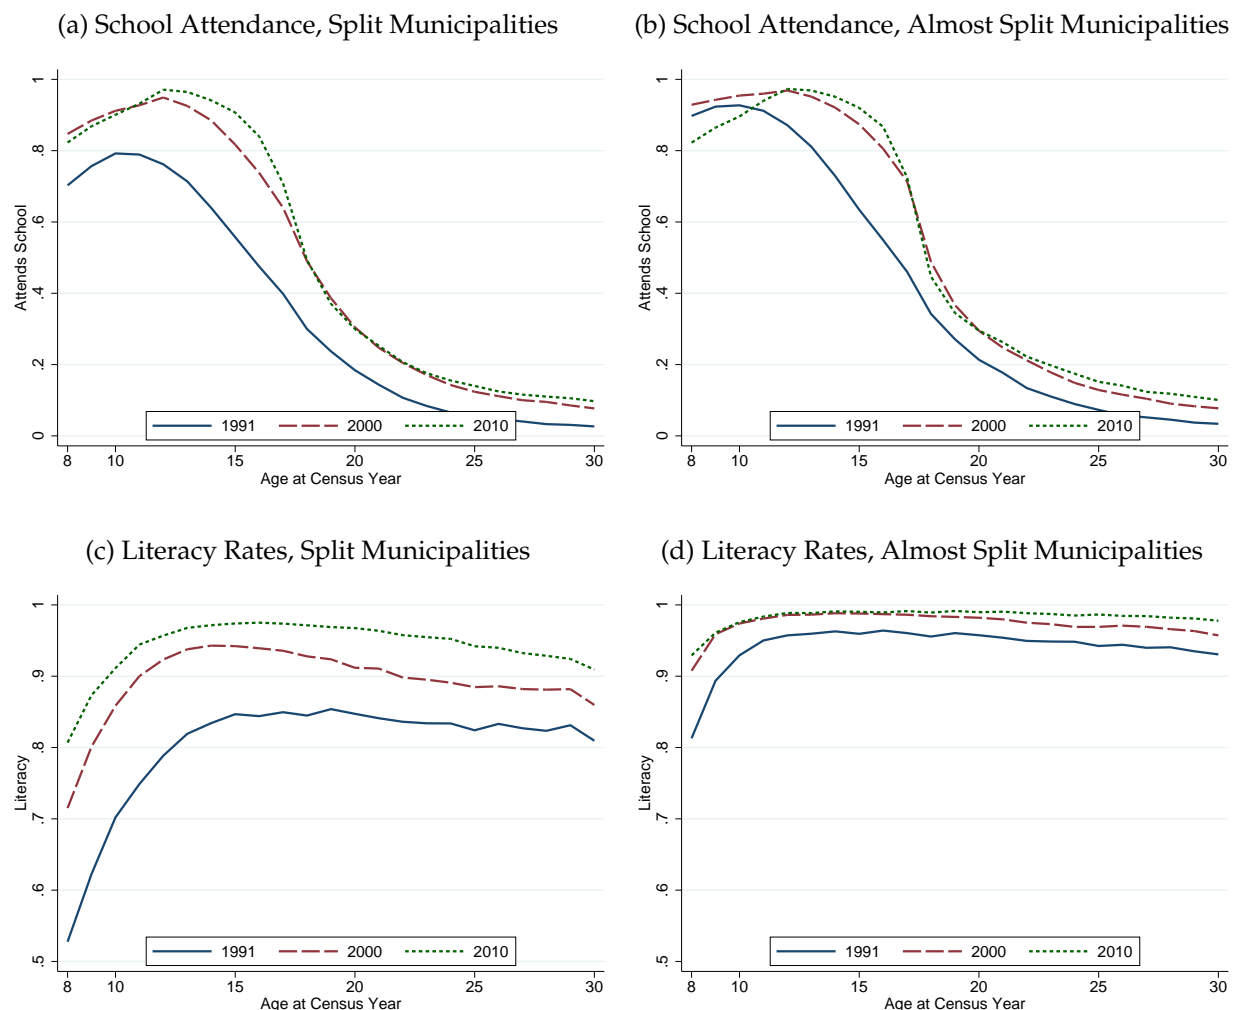 (a) School Attendance, Split Municipalities
Attends School
1
.8
.6
.4
.2
0
1991 2000 2010
8 10 15 20 25 30
Age at Census Year
(b) School Attendance, Almost Split Municipalities
Attends School
1
.8
.6
.4
.2
0
1991 2000 2010
8 10 15 20 25 30
Age at Census Year
(c) Literacy Rates, Split Municipalities
Literacy
1
.9
.8
.7
.6
.5
1991 2000 2010
8 10 15 20 25 30
Age at Census Year
(d) Literacy Rates, Almost Split Municipalities
Literacy
1
.9
.8
.7
.6
.5
1991 2000 2010
8 10 15 20 25 30
Age at Census Year